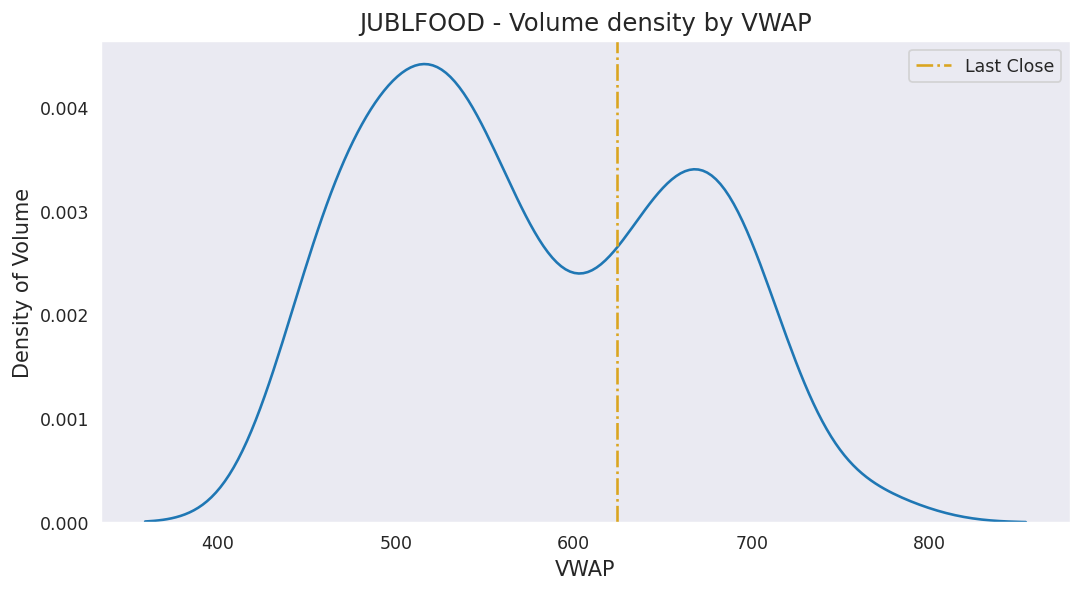 JUBLFOOD - Volume density by VWAP
Last Close
Density of Volume
0.004
0.003
0.002
0.001
0.000
400 500 600 700 800
VWAP